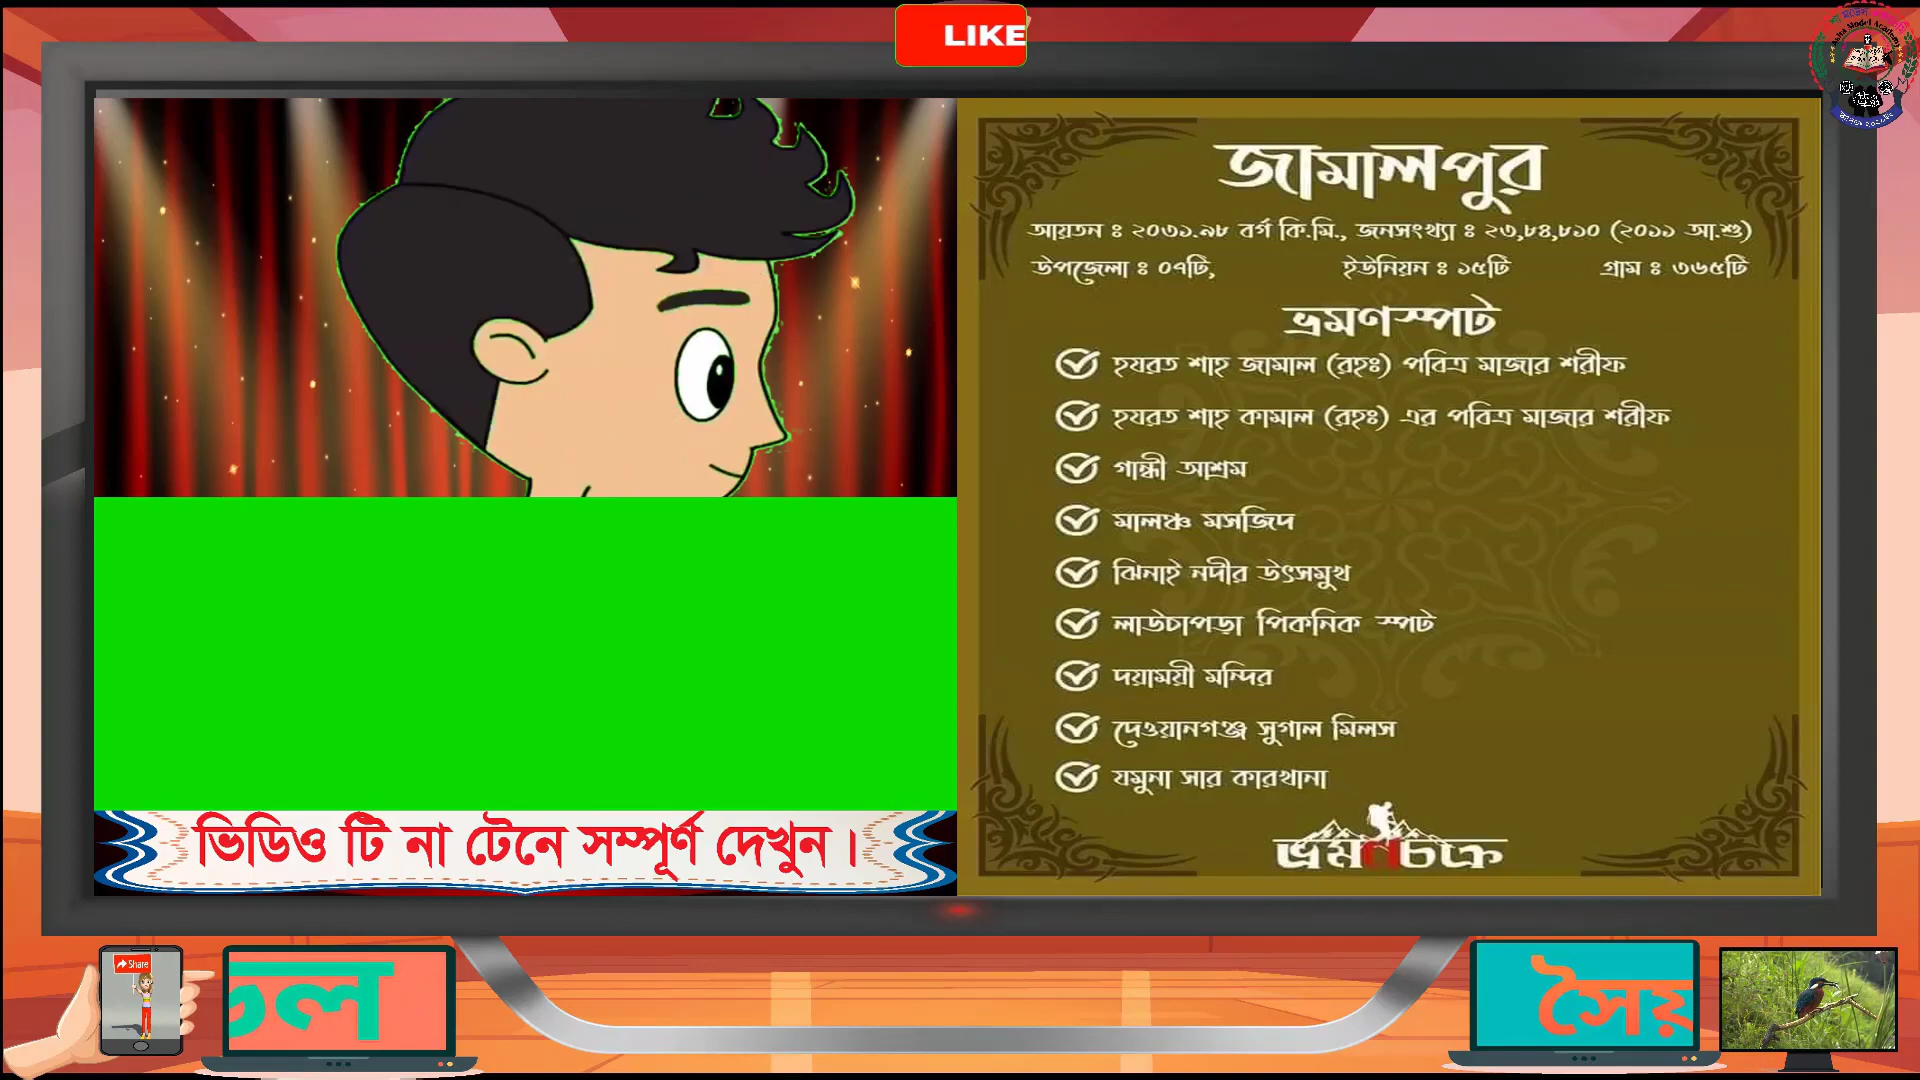 LIKE
জামালপুর
আয়তন ঃ ২০৩১.৯৮ বর্গ কি.মি., জনসংখ্যা ঃ ২৩,৮৪,৮১০ (২০১১ আ.শু)
উপজেলা ঃ ০৭টি, ইউনিয়ন ঃ ১৫টি গ্রাম ঃ ৩৬৫টি
ভ্রমণস্পট
হযরত শাহ জামাল (রহঃ) পবিত্র মাজার শরীফ
হযরত শাহ কামাল (রহঃ) এর পবিত্র মাজার শরীফ
গান্ধী আশ্রম
মালঞ্চ মসজিদ
ঝিনাই নদীর উৎসমুখ
লাউচাপড়া পিকনিক স্পট
দয়াময়ী মন্দির
দেওয়ানগঞ্জ সুগাল মিলস
যমুনা সার কারখানা
ভ্রমণচক্র
ভিডিও টি না টেনে সম্পূর্ণ দেখুন।
Share
সৈয়